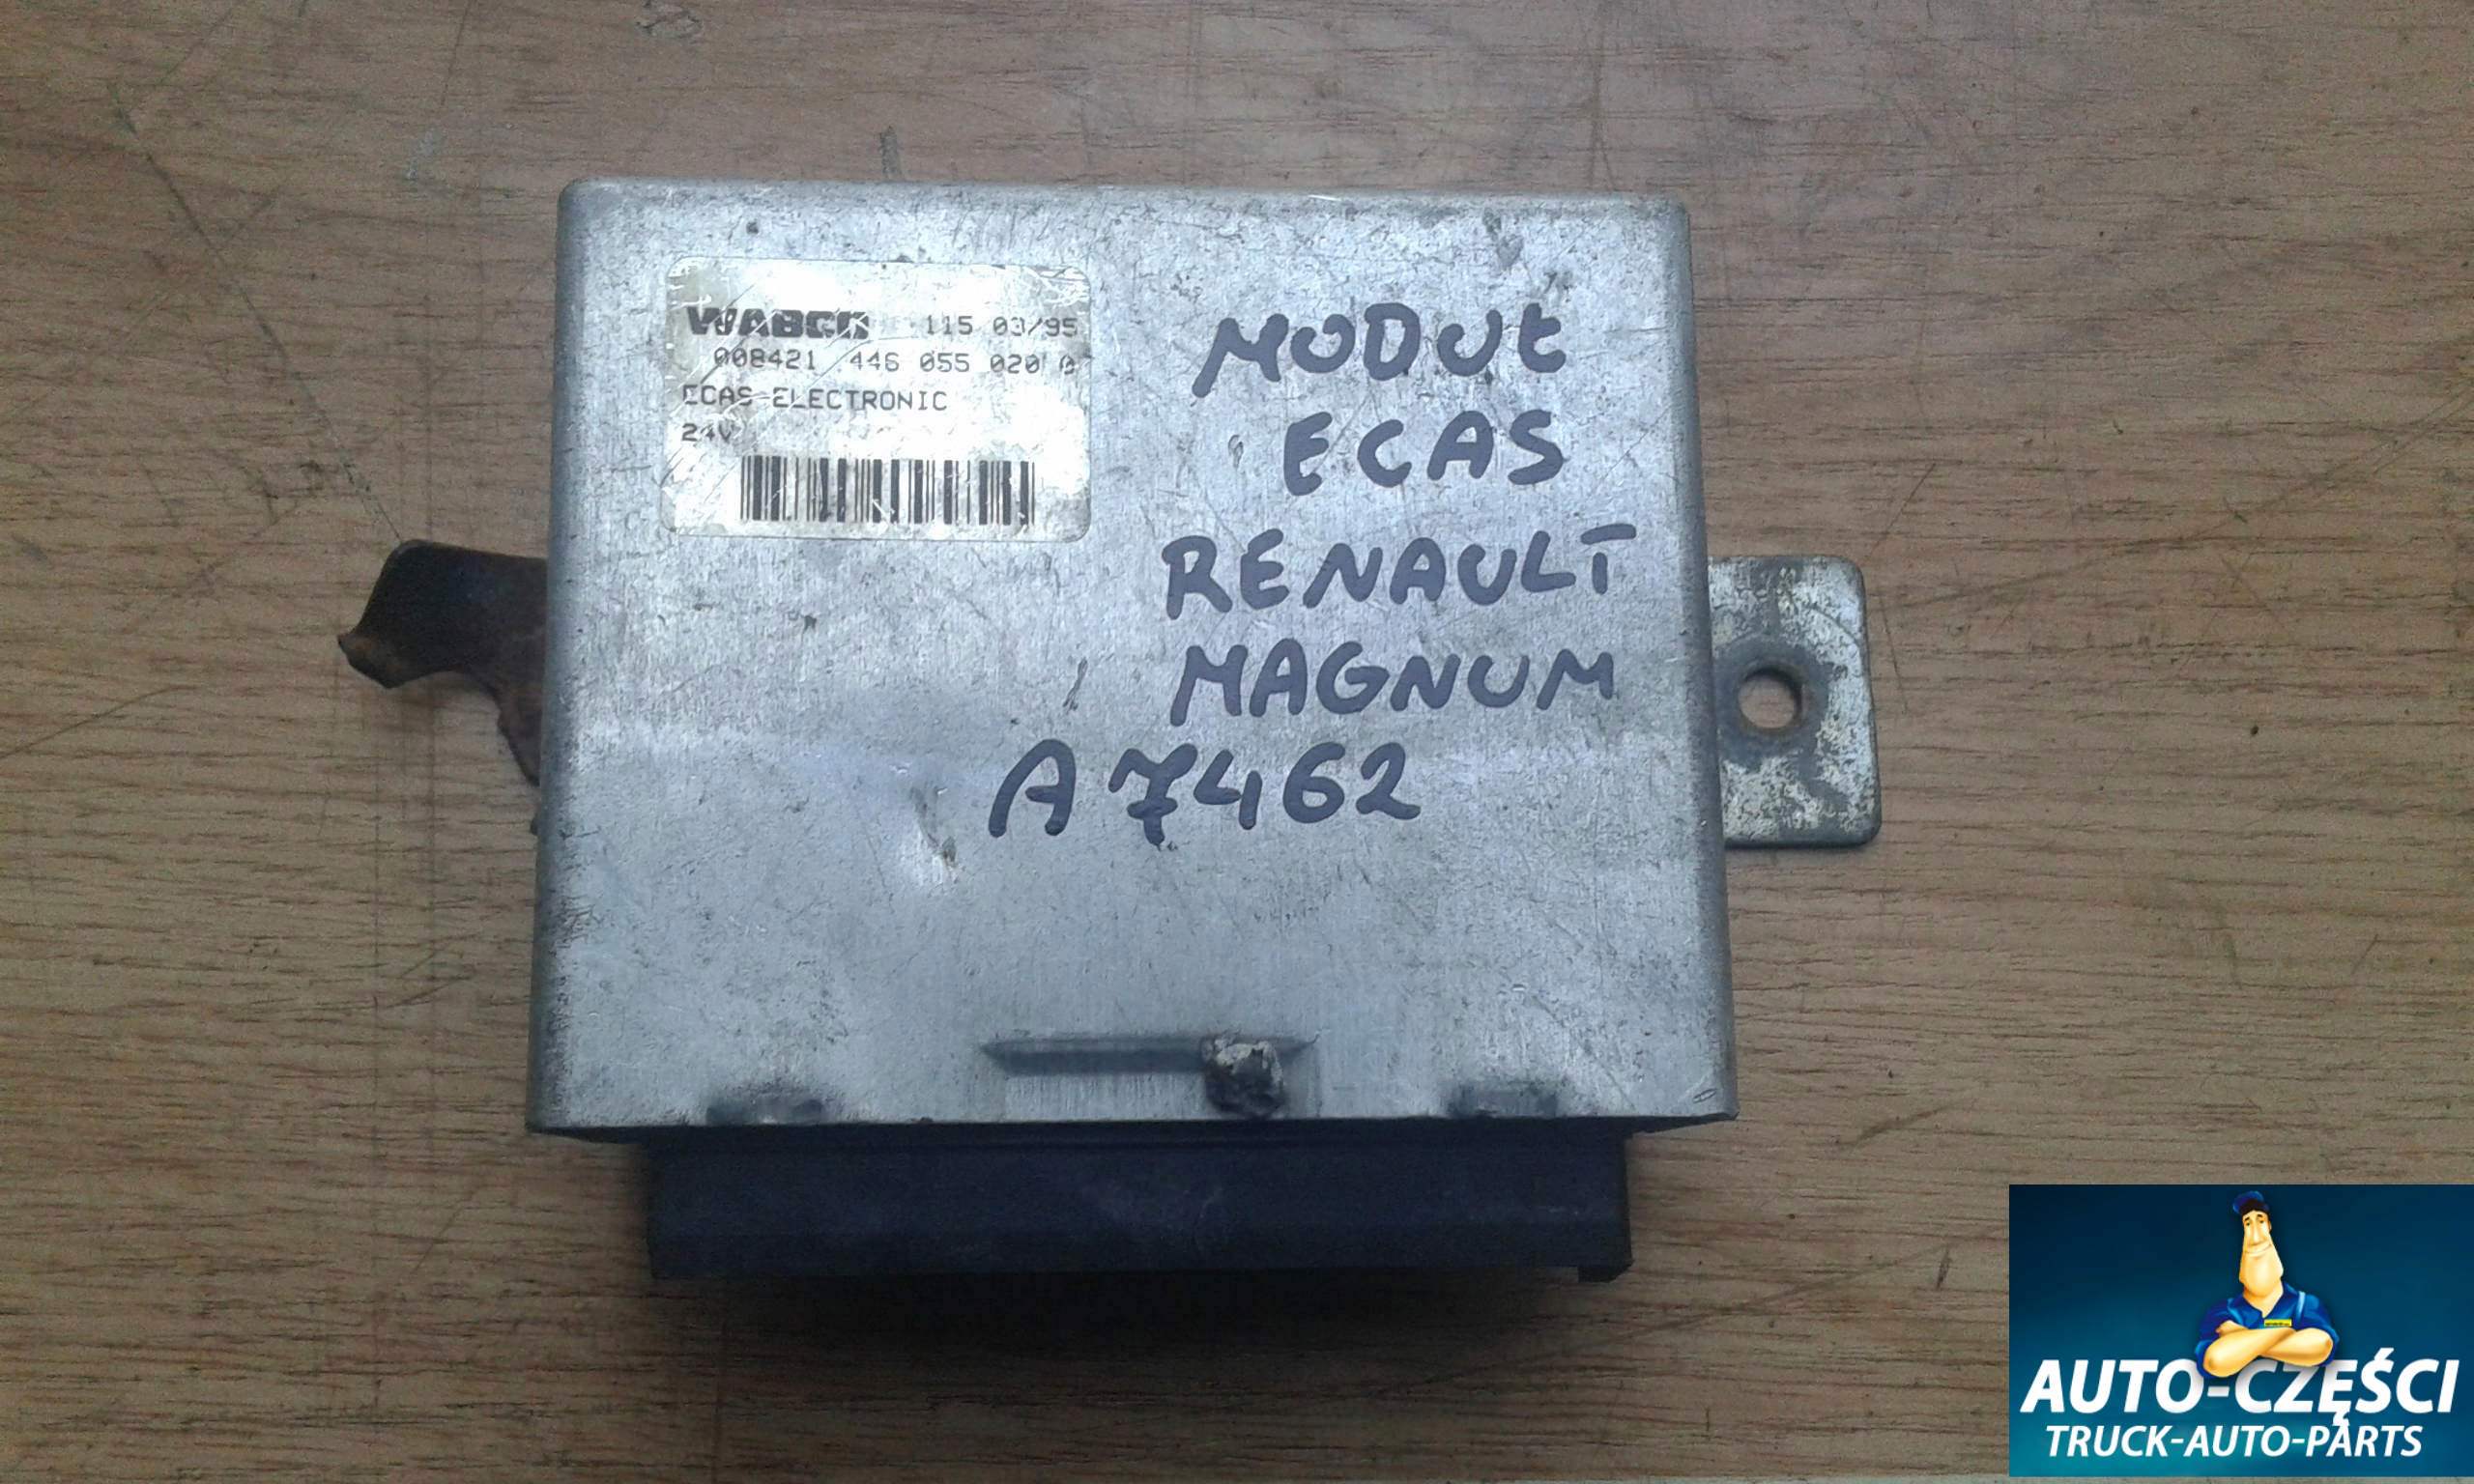 WABCO 115 03/95
008421 446 055 020 0
ECAS-ELECTRONIC
24V
MODUŁ
ECAS
RENAULT
MAGNUM
A7462
AUTO-CZĘŚCI
TRUCK-AUTO-PARTS